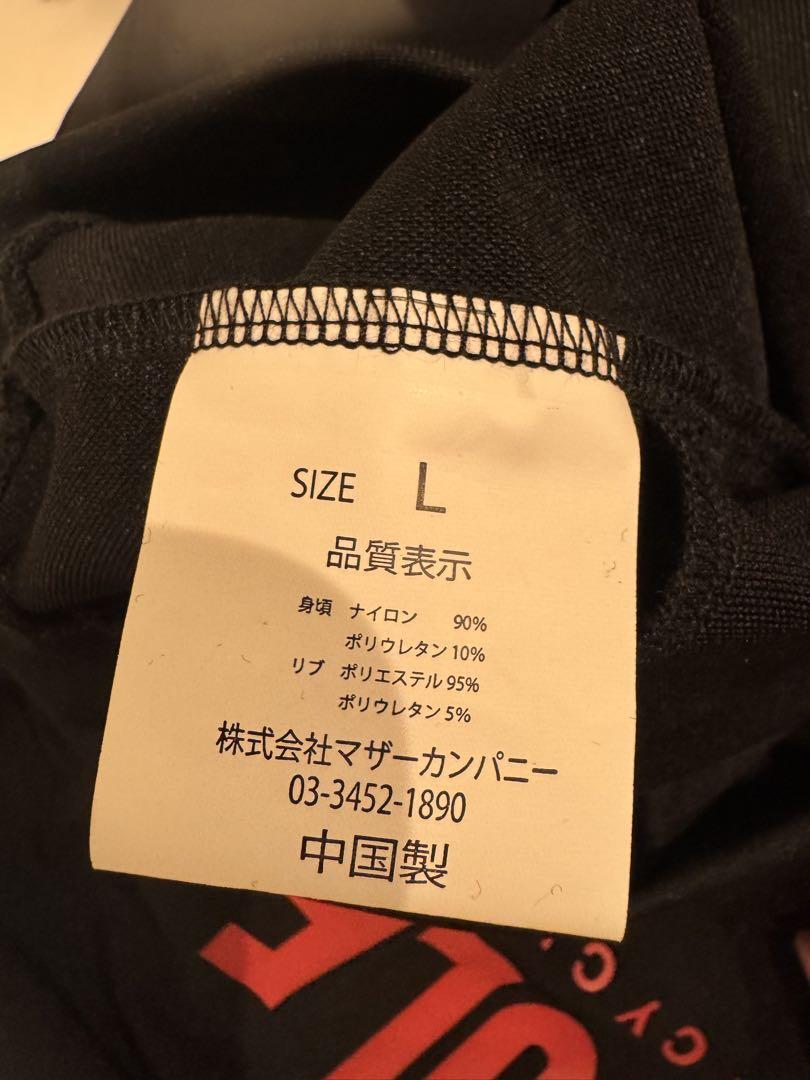 SIZE L
品質表示
身頃 ナイロン 90%
ポリウレタン 10%
リブ ポリエステル 95%
ポリウレタン 5%
株式会社マザーカンパニー
03-3452-1890
中国製